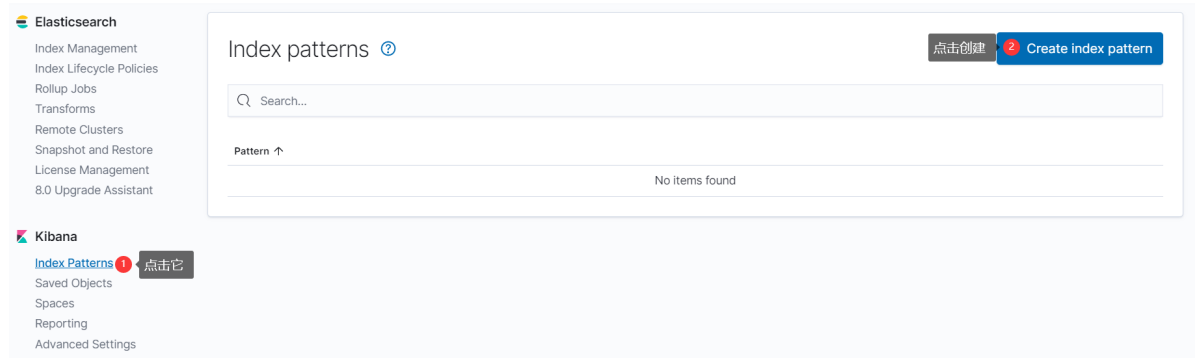 Elasticsearch
Index Management
Index Lifecycle Policies
Rollup Jobs
Transforms
Remote Clusters
Snapshot and Restore
License Management
8.0 Upgrade Assistant
Kibana
Index Patterns 1 点击它
Saved Objects
Spaces
Reporting
Advanced Settings
Index patterns ?
点击创建 2 Create index pattern
Search...
Pattern ↑
No items found